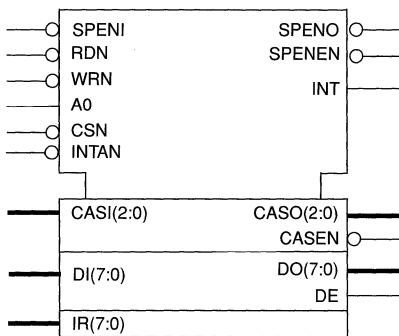 SPENI SPENO
RDN SPENEN
WRN INT
A0
CSN
INTAN
CASI(2:0) CASO(2:0)
CASEN
DI(7:0) DO(7:0)
DE
IR(7:0)